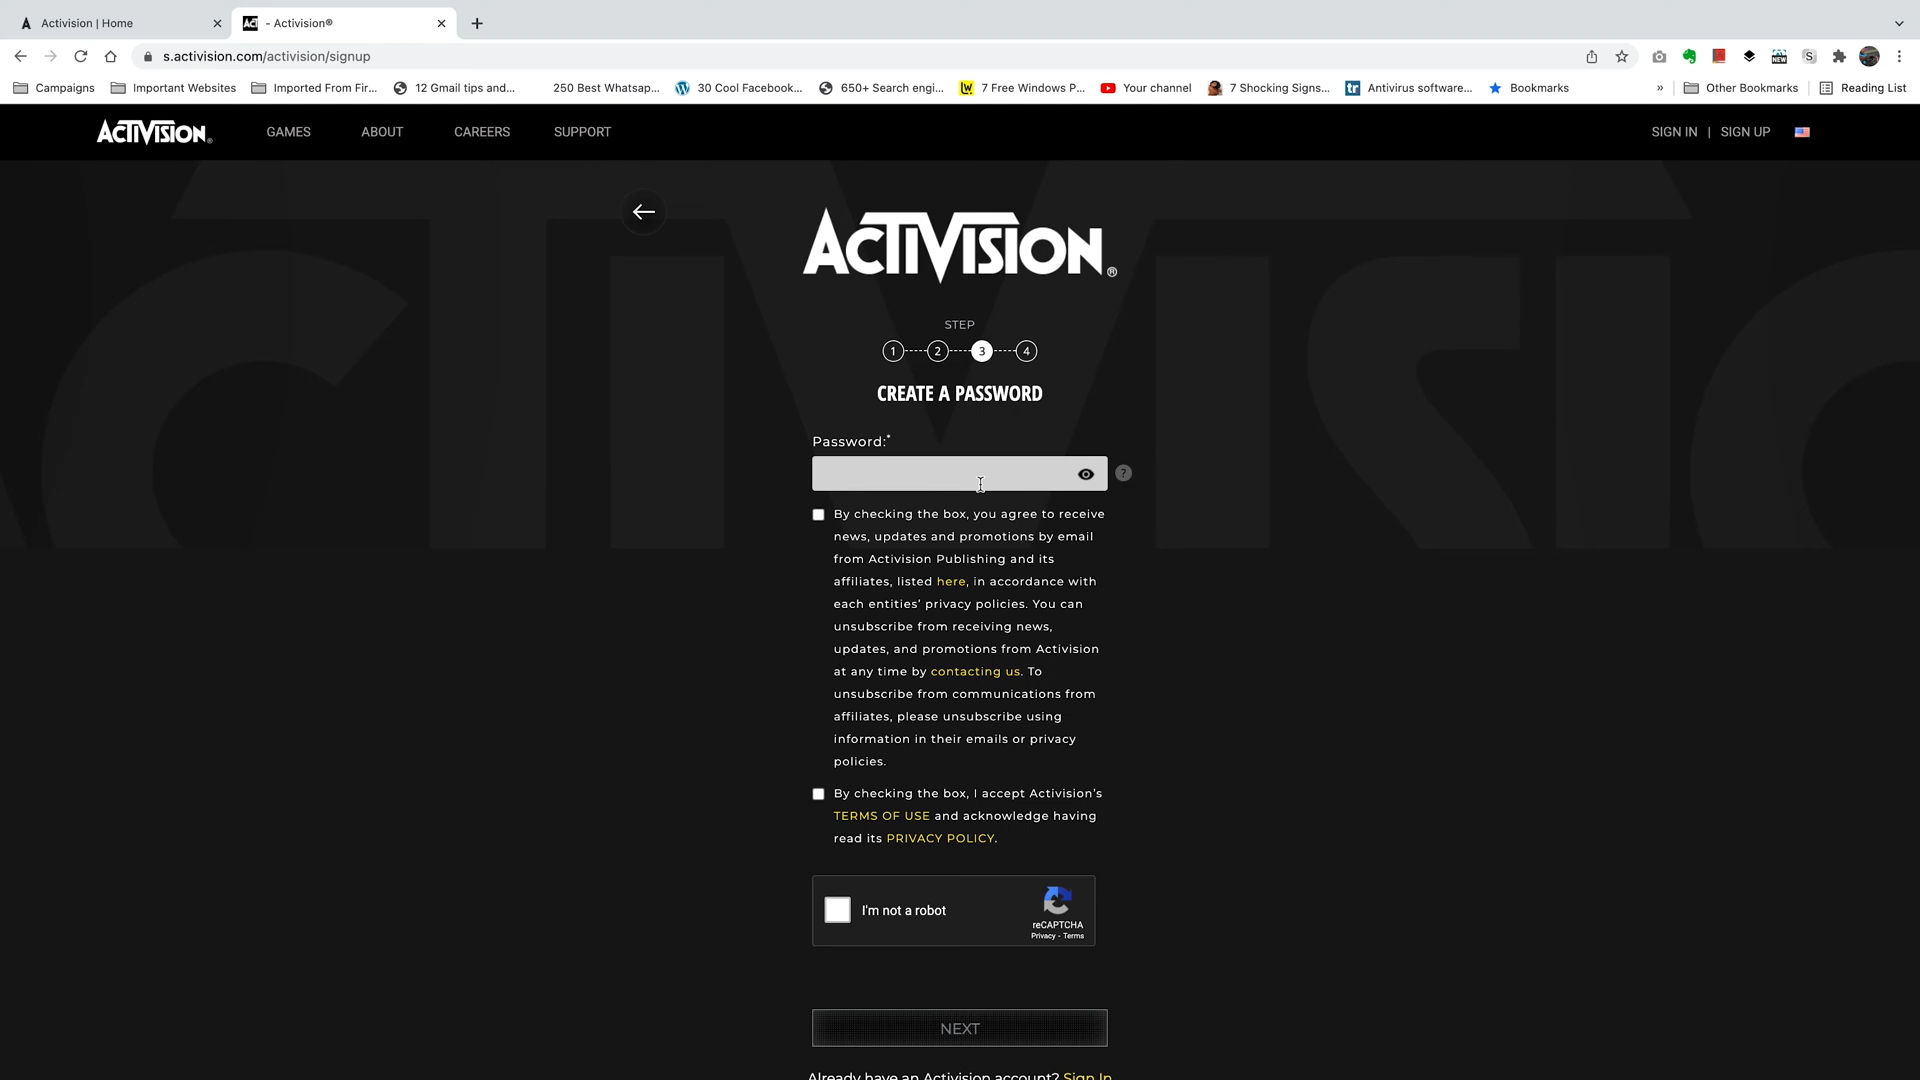 Activision | Home
- Activision®
s.activision.com/activision/signup
Campaigns
Important Websites
Imported From Fir...
12 Gmail tips and...
250 Best Whatsap...
30 Cool Facebook...
650+ Search engi...
7 Free Windows P...
Your channel
7 Shocking Signs...
Antivirus software...
Bookmarks
»
Other Bookmarks
Reading List
ACTIVISION®
GAMES
ABOUT
CAREERS
SUPPORT
SIGN IN | SIGN UP
ACTIVISION®
STEP
1 2 3 4
CREATE A PASSWORD
Password:*
?
By checking the box, you agree to receive
news, updates and promotions by email
from Activision Publishing and its
affiliates, listed here, in accordance with
each entities’ privacy policies. You can
unsubscribe from receiving news,
updates, and promotions from Activision
at any time by contacting us. To
unsubscribe from communications from
affiliates, please unsubscribe using
information in their emails or privacy
policies.
By checking the box, I accept Activision’s
TERMS OF USE and acknowledge having
read its PRIVACY POLICY.
I'm not a robot
reCAPTCHA
Privacy - Terms
NEXT
Already have an Activision account? Sign In